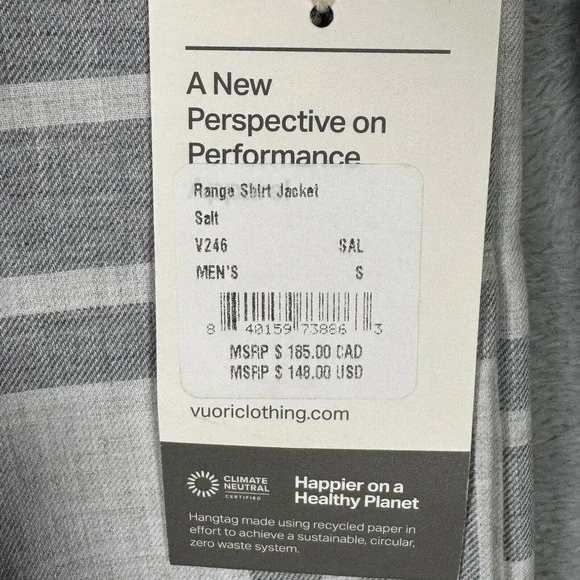 A New
Perspective on
Performance
Range Shirt Jacket
Salt
V246 SAL
MEN'S S
8 40159 73886 3
MSRP $ 185.00 CAD
MSRP $ 148.00 USD
vuoriclothing.com
CLIMATE
NEUTRAL
CERTIFIED
Happier on a
Healthy Planet
Hangtag made using recycled paper in
effort to achieve a sustainable, circular,
zero waste system.